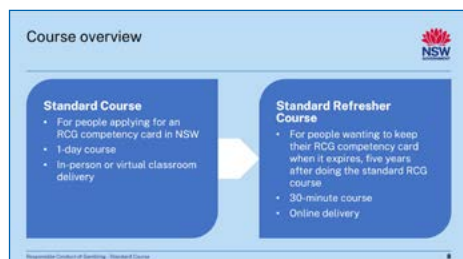 Course overview
NSW
GOVERNMENT
Standard Course
• For people applying for an
RCG competency card in NSW
• 1-day course
• In-person or virtual classroom
delivery
Standard Refresher
Course
• For people wanting to keep
their RCG competency card
when it expires, five years
after doing the standard RCG
course
• 30-minute course
• Online delivery
Responsible Conduct of Gambling - Standard Course